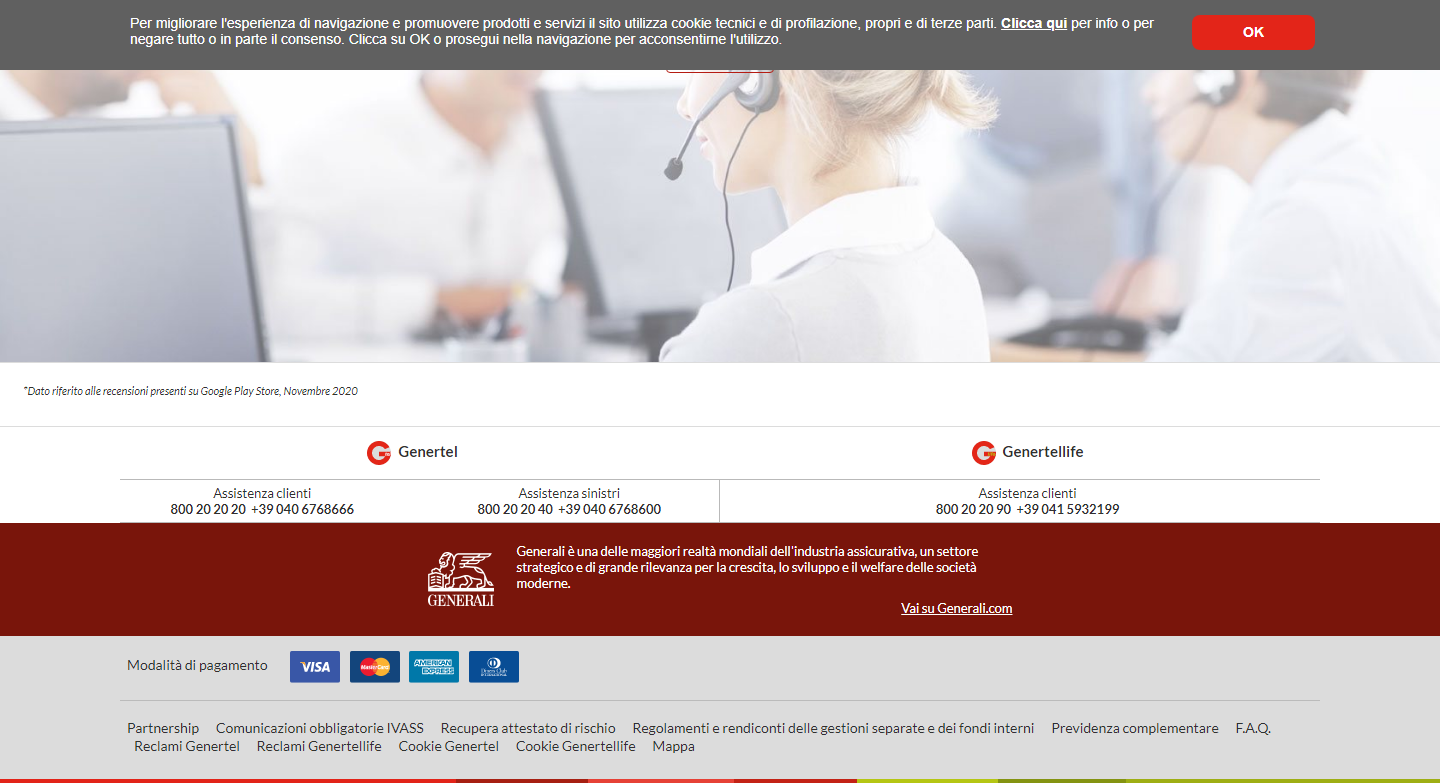 Per migliorare l'esperienza di navigazione e promuovere prodotti e servizi il sito utilizza cookie tecnici e di profilazione, propri e di terze parti. Clicca qui per info o per
negare tutto o in parte il consenso. Clicca su OK o prosegui nella navigazione per acconsentirne l'utilizzo.
OK
*Dato riferito alle recensioni presenti su Google Play Store, Novembre 2020
Genertel
Genertellife
Assistenza clienti
800 20 20 20 +39 040 6768666
Assistenza sinistri
800 20 20 40 +39 040 6768600
Assistenza clienti
800 20 20 90 +39 041 5932199
GENERALI
Generali è una delle maggiori realtà mondiali dell'industria assicurativa, un settore
strategico e di grande rilevanza per la crescita, lo sviluppo e il welfare delle società
moderne.
Vai su Generali.com
Modalità di pagamento
VISA
MasterCard
AMERICAN
EXPRESS
Diners Club
Partnership Comunicazioni obbligatorie IVASS Recupera attestato di rischio Regolamenti e rendiconti delle gestioni separate e dei fondi interni Previdenza complementare F.A.Q.
Reclami Genertel Reclami Genertellife Cookie Genertel Cookie Genertellife Mappa